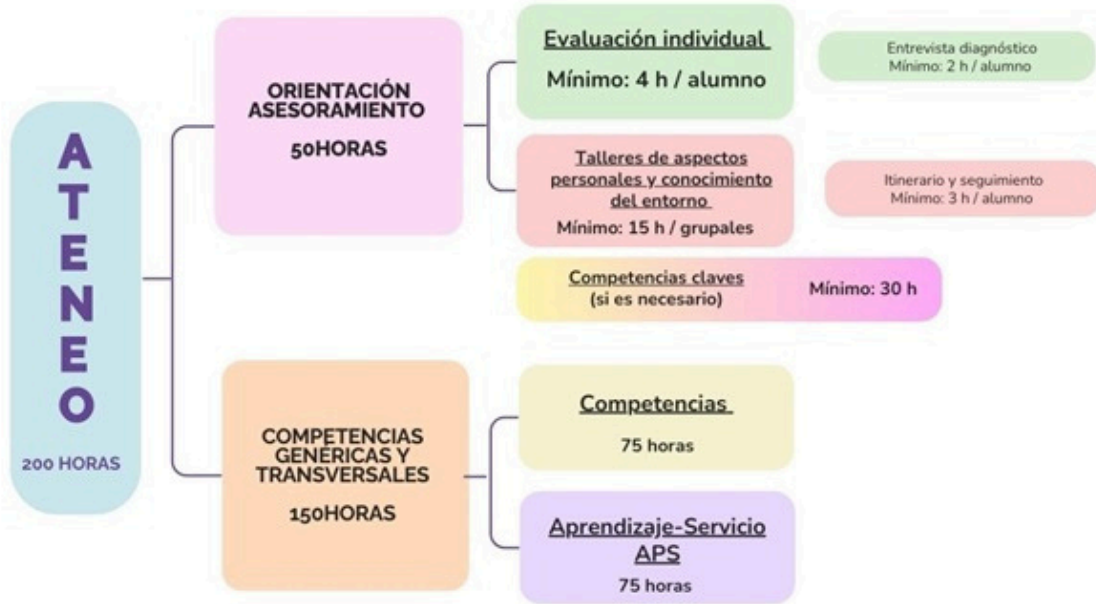 ATENEO
200 HORAS
ORIENTACIÓN
ASESORAMIENTO
50HORAS
Evaluación individual
Mínimo: 4 h / alumno
Entrevista diagnóstico
Mínimo: 2 h / alumno
Talleres de aspectos
personales y conocimiento
del entorno
Mínimo: 15 h / grupales
Itinerario y seguimiento
Mínimo: 3 h / alumno
Competencias claves
(si es necesario)
Mínimo: 30 h
COMPETENCIAS
GENÉRICAS Y
TRANSVERSALES
150HORAS
Competencias
75 horas
Aprendizaje-Servicio
APS
75 horas